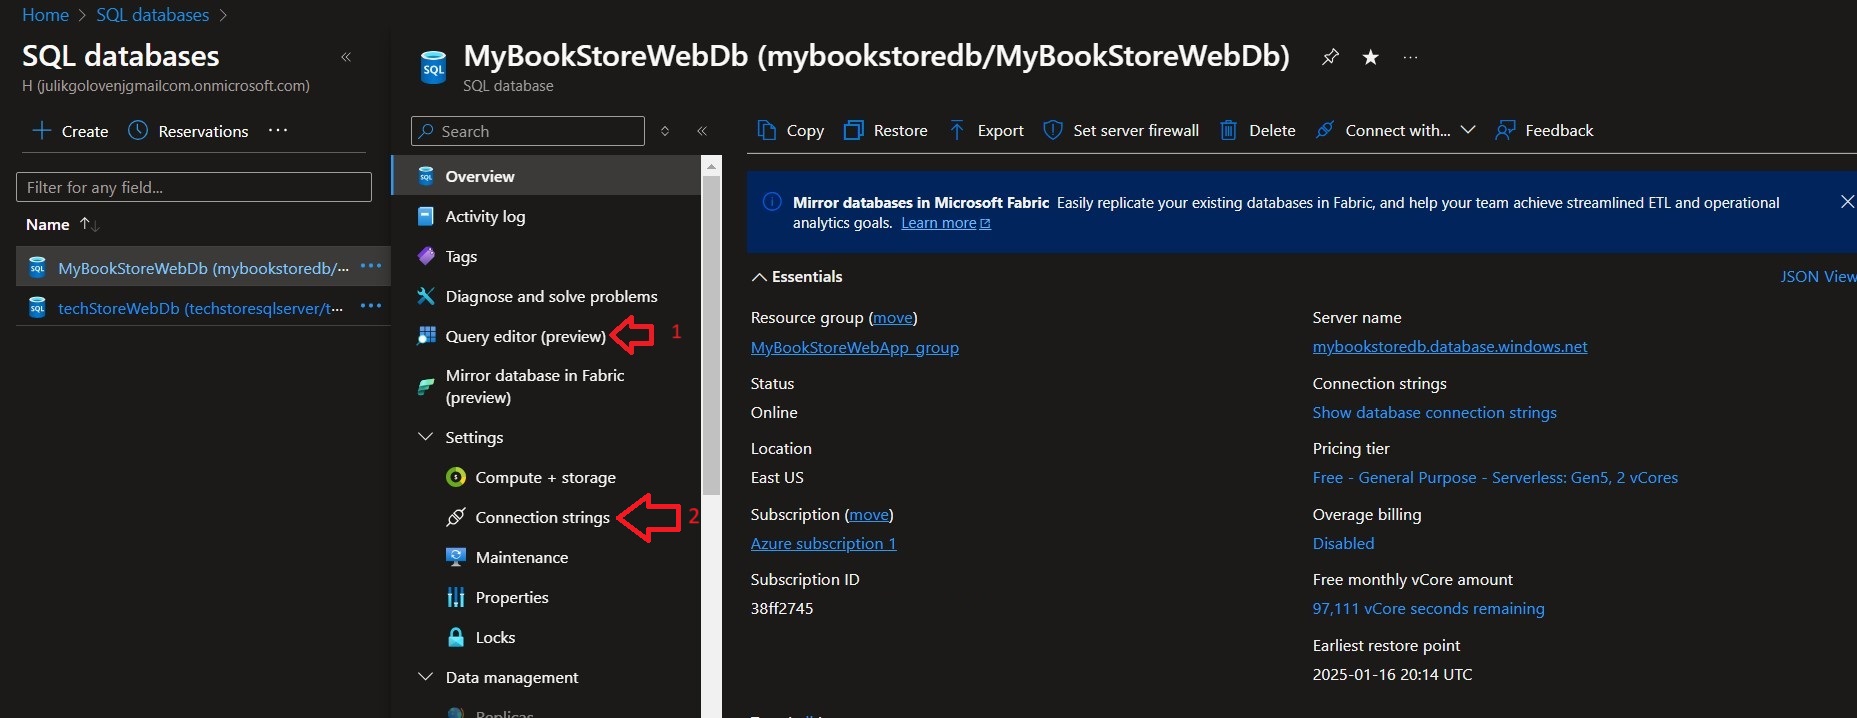 Home > SQL databases >
SQL databases
H (julikgolovenjgmailcom.onmicrosoft.com)
Create Reservations ...
Filter for any field...
Name
MyBookStoreWebDb (mybookstoredb/...
techStoreWebDb (techstoresqlserver/t...
MyBookStoreWebDb (mybookstoredb/MyBookStoreWebDb)
SQL database
Search
Overview
Activity log
Tags
Diagnose and solve problems
Query editor (preview) 1
Mirror database in Fabric
(preview)
Settings
Compute + storage
Connection strings 2
Maintenance
Properties
Locks
Data management
Replicas
Copy Restore Export Set server firewall Delete Connect with... Feedback
Mirror databases in Microsoft Fabric Easily replicate your existing databases in Fabric, and help your team achieve streamlined ETL and operational
analytics goals. Learn more
Essentials
JSON View
Resource group (move)
MyBookStoreWebApp_group
Status
Online
Location
East US
Subscription (move)
Azure subscription 1
Subscription ID
38ff2745
Server name
mybookstoredb.database.windows.net
Connection strings
Show database connection strings
Pricing tier
Free - General Purpose - Serverless: Gen5, 2 vCores
Overage billing
Disabled
Free monthly vCore amount
97,111 vCore seconds remaining
Earliest restore point
2025-01-16 20:14 UTC